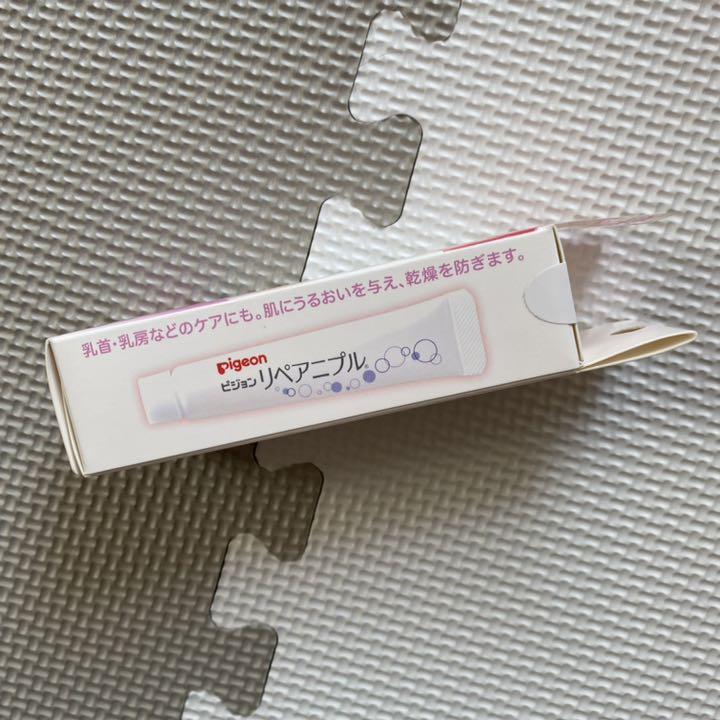 乳首・乳房などのケアにも。肌にうるおいを与え、乾燥を防ぎます。
Pigeon
ピジョン リペアニプル®